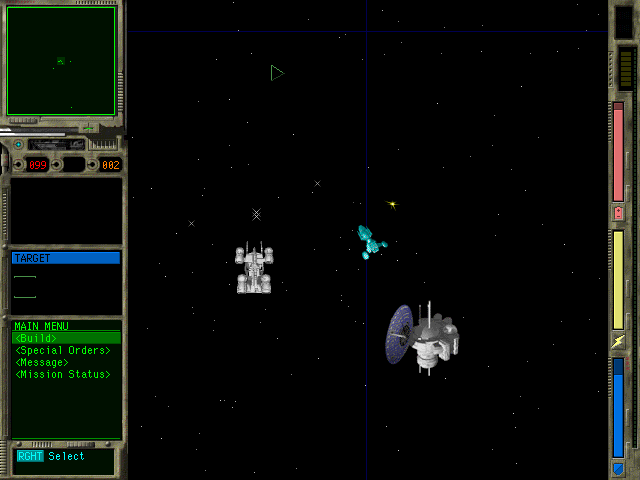 099 002
TARGET
MAIN MENU
<Build>
<Special Orders>
<Message>
<Mission Status>
RGHT Select